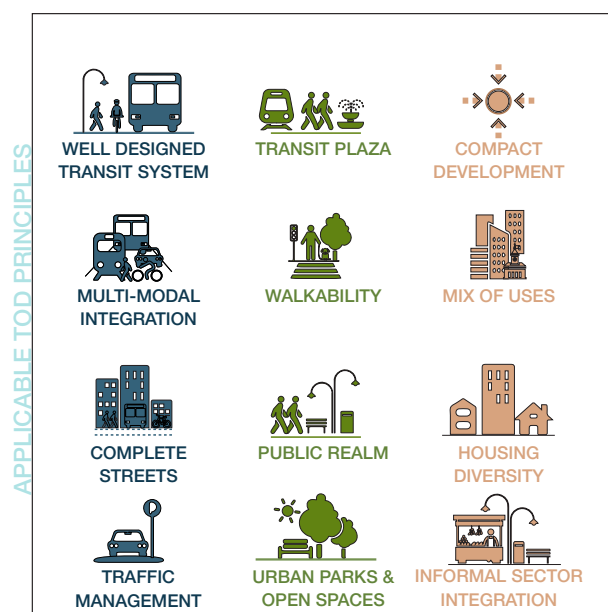 APPLICABLE TOD PRINCIPLES
WELL DESIGNED
TRANSIT SYSTEM
TRANSIT PLAZA
COMPACT
DEVELOPMENT
MULTI-MODAL
INTEGRATION
WALKABILITY
MIX OF USES
COMPLETE
STREETS
PUBLIC REALM
HOUSING
DIVERSITY
P
TRAFFIC
MANAGEMENT
URBAN PARKS &
OPEN SPACES
INFORMAL SECTOR
INTEGRATION